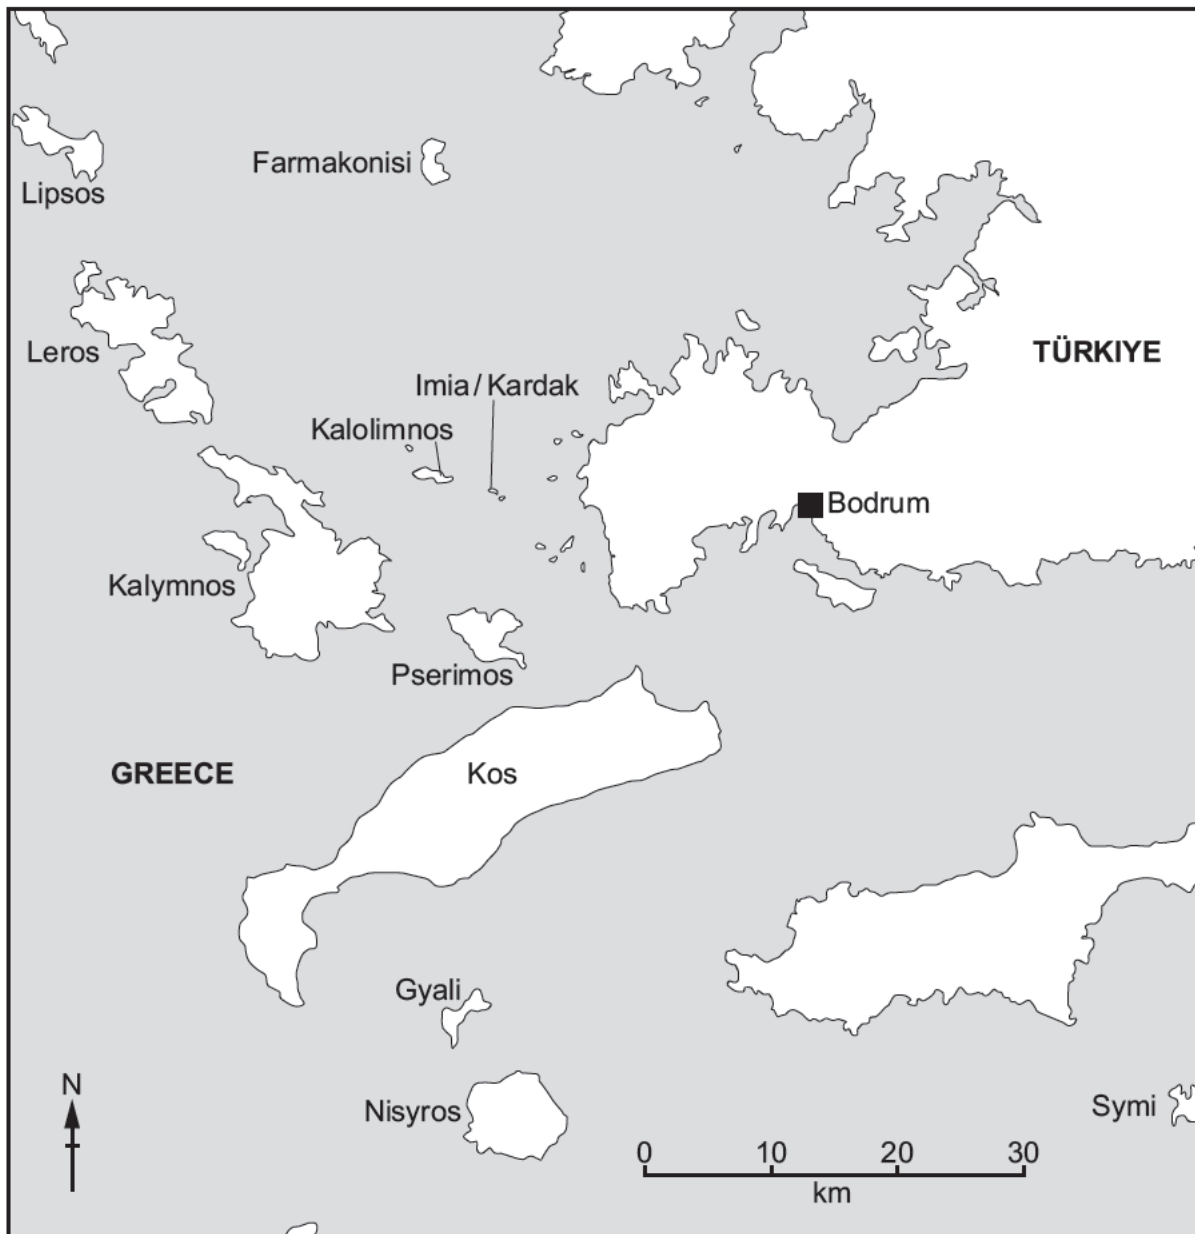 Farmakonisi
Lipsos
TÜRKIYE
Leros
Imia / Kardak
Kalolimnos
Bodrum
Kalymnos
Pserimos
GREECE
Kos
Gyali
N
Nisyros
Symi
0 10 20 30
km